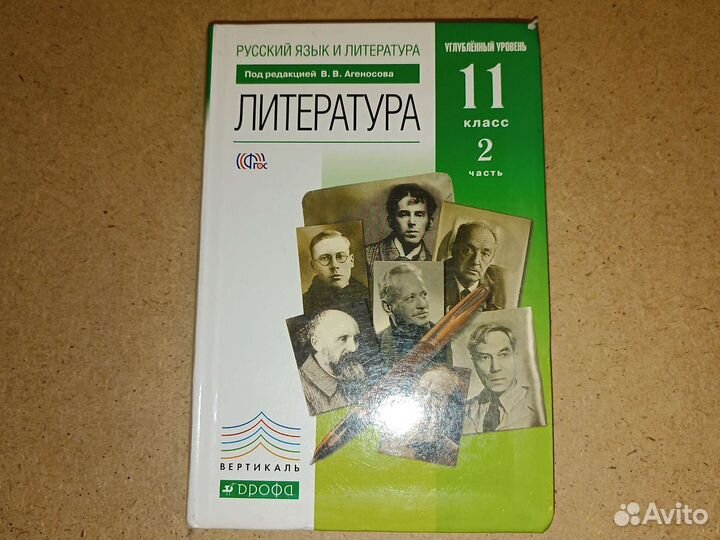 РУССКИЙ ЯЗЫК И ЛИТЕРАТУРА
Под редакцией В. В. Агеносова
ЛИТЕРАТУРА
УГЛУБЛЁННЫЙ УРОВЕНЬ
11
класс
2
часть
ФГОС
ВЕРТИКАЛЬ
ДРОФА
Avito